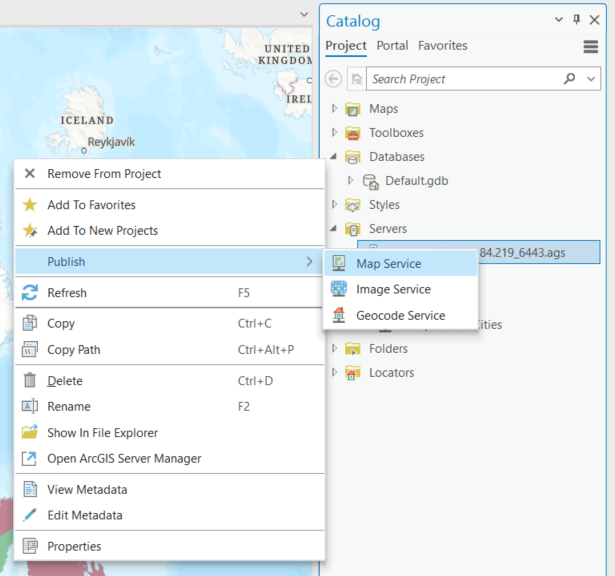 Catalog
Project Portal Favorites
Search Project
Maps
Toolboxes
Databases
Default.gdb
Styles
Servers
84.219_6443.ags
Folders
Locators
UNITED
KINGDOM
IREL
ICELAND
Reykjavík
Remove From Project
Add To Favorites
Add To New Projects
Publish
Refresh F5
Copy Ctrl+C
Copy Path Ctrl+Alt+P
Delete Ctrl+D
Rename F2
Show In File Explorer
Open ArcGIS Server Manager
View Metadata
Edit Metadata
Properties
Map Service
Image Service
Geocode Service